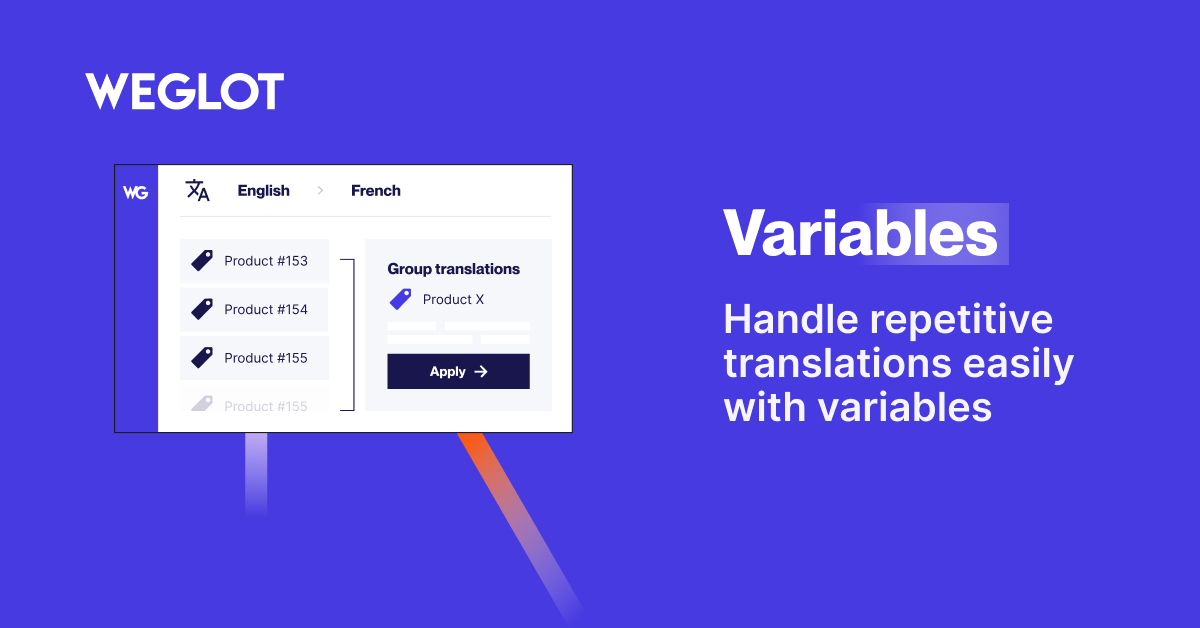 WEGLOT
WG
English > French
Product #153
Product #154
Product #155
Product #155
Group translations
Product X
Apply →
Variables
Handle repetitive
translations easily
with variables